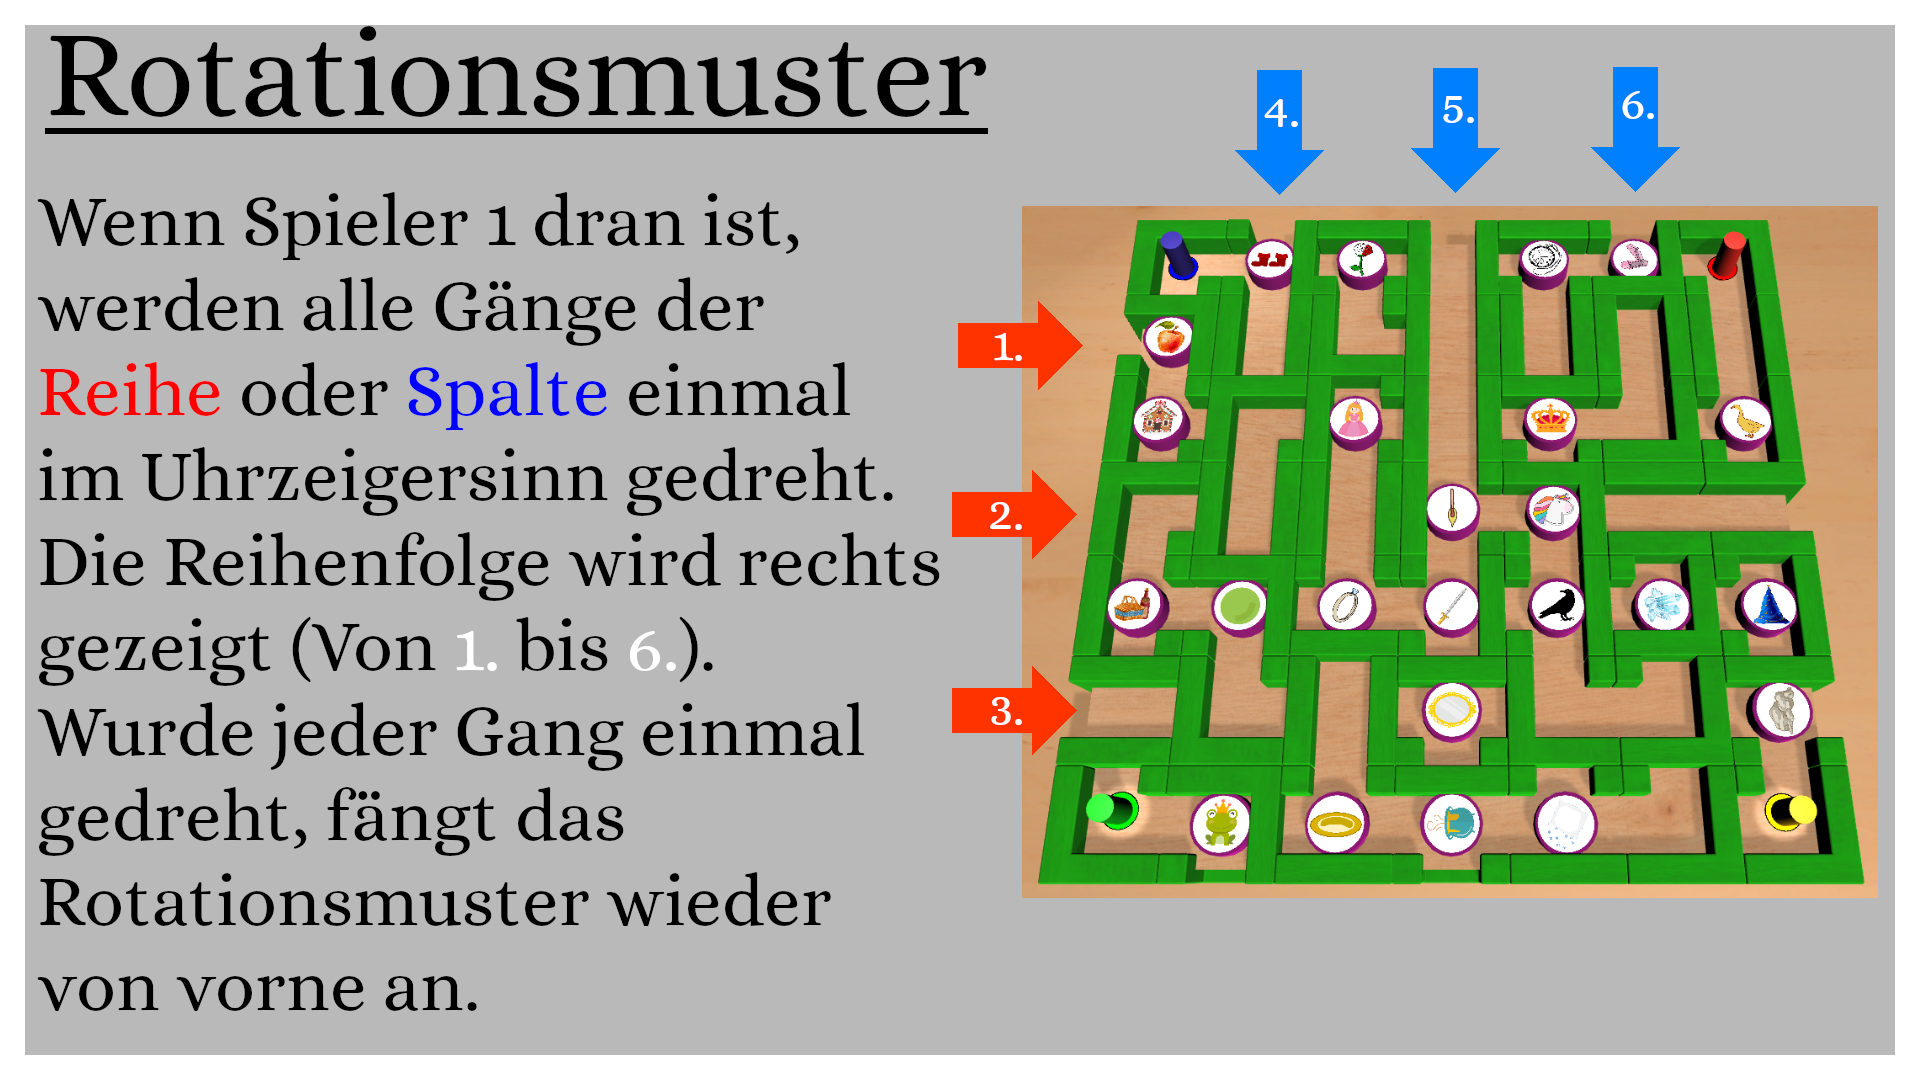 Rotationsmuster
Wenn Spieler 1 dran ist,
werden alle Gänge der
Reihe oder Spalte einmal
im Uhrzeigersinn gedreht.
Die Reihenfolge wird rechts
gezeigt (Von 1. bis 6.).
Wurde jeder Gang einmal
gedreht, fängt das
Rotationsmuster wieder
von vorne an.
4. 5. 6.
1.
2.
3.